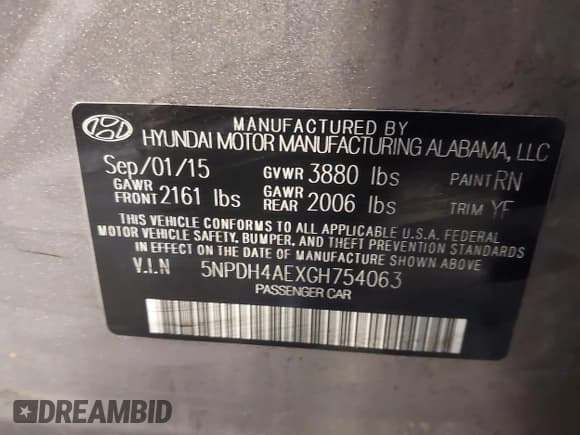 MANUFACTURED BY
HYUNDAI MOTOR MANUFACTURING ALABAMA, LLC
Sep/01/15 GVWR 3880 lbs PAINT RN
GAWR FRONT 2161 lbs GAWR REAR 2006 lbs TRIM YF
THIS VEHICLE CONFORMS TO ALL APPLICABLE U.S.A. FEDERAL
MOTOR VEHICLE SAFETY, BUMPER, AND THEFT PREVENTION STANDARDS
IN EFFECT ON THE DATE OF MANUFACTURE SHOWN ABOVE.
V.I.N 5NPDH4AEXGH754063
PASSENGER CAR
DREAMBID